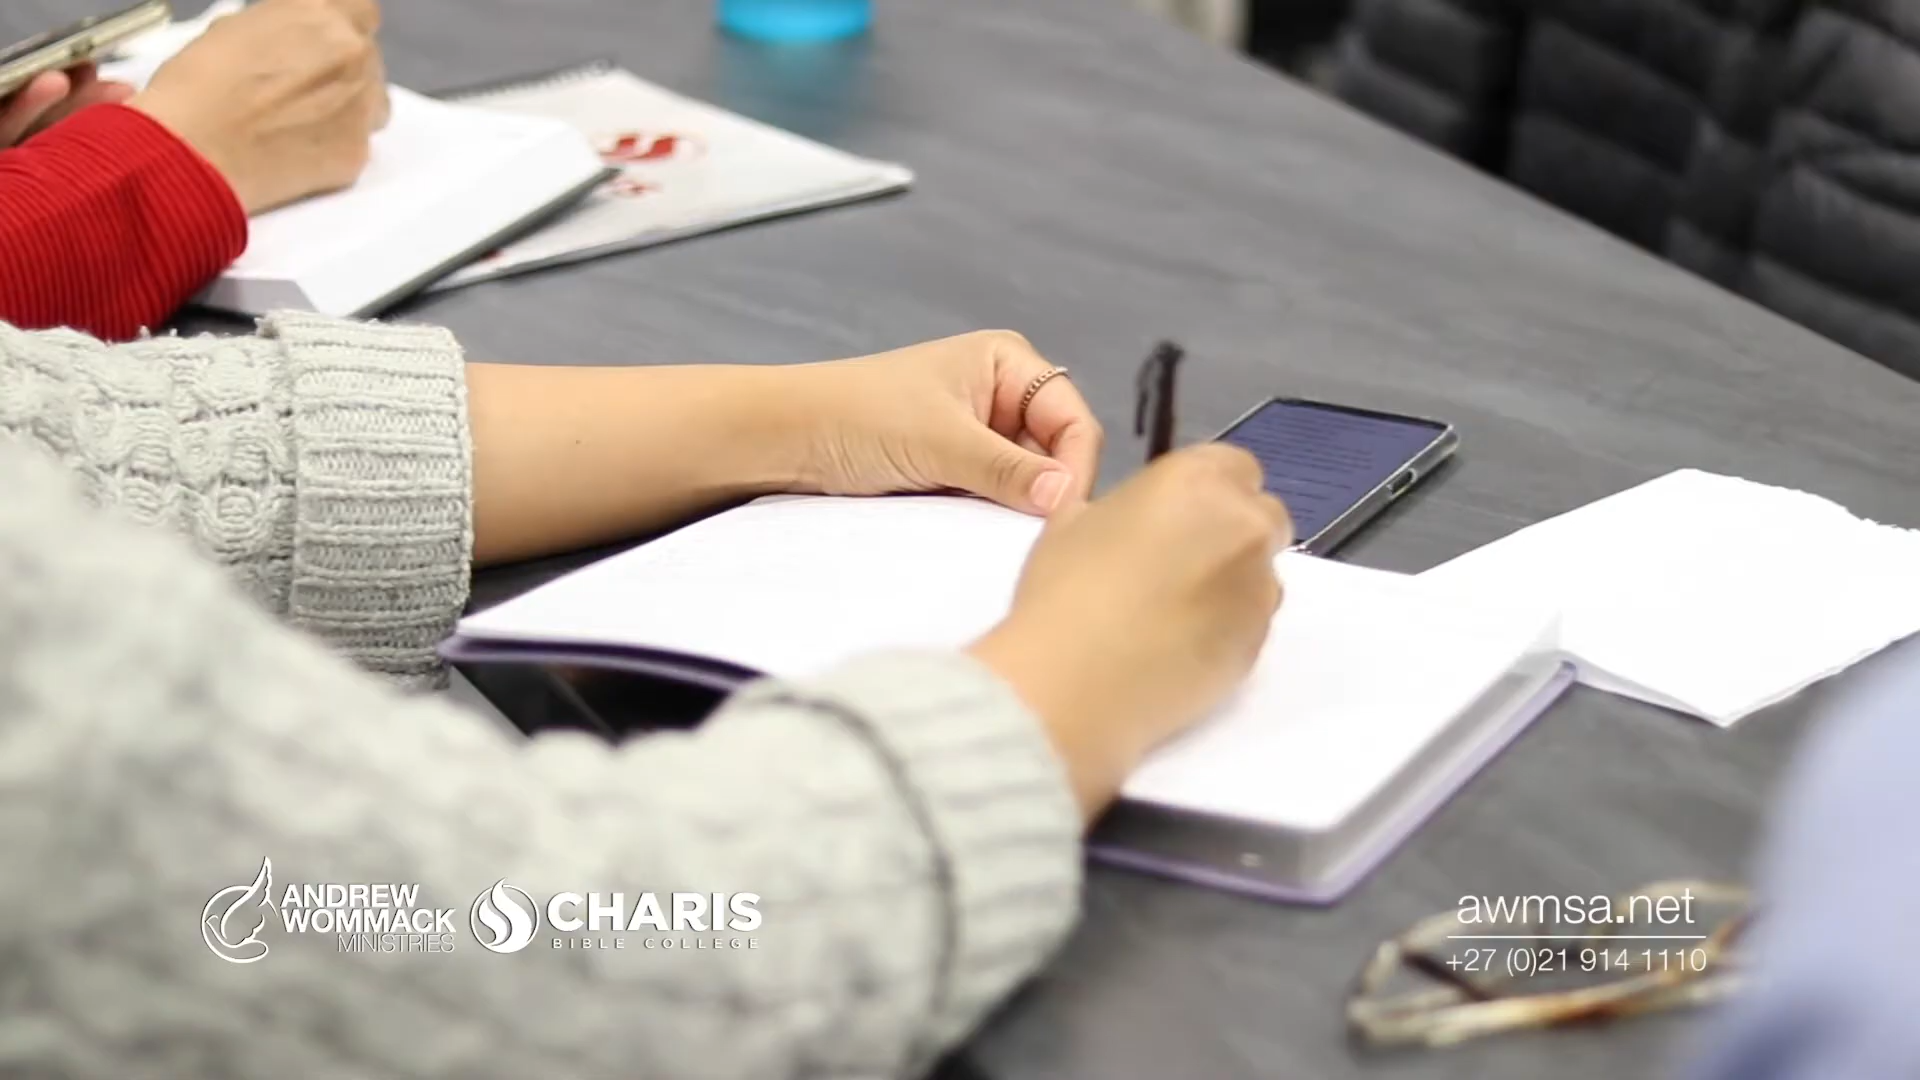 ANDREW
WOMMACK
MINISTRIES
CHARIS
BIBLE COLLEGE
awmsa.net
+27 (0)21 914 1110